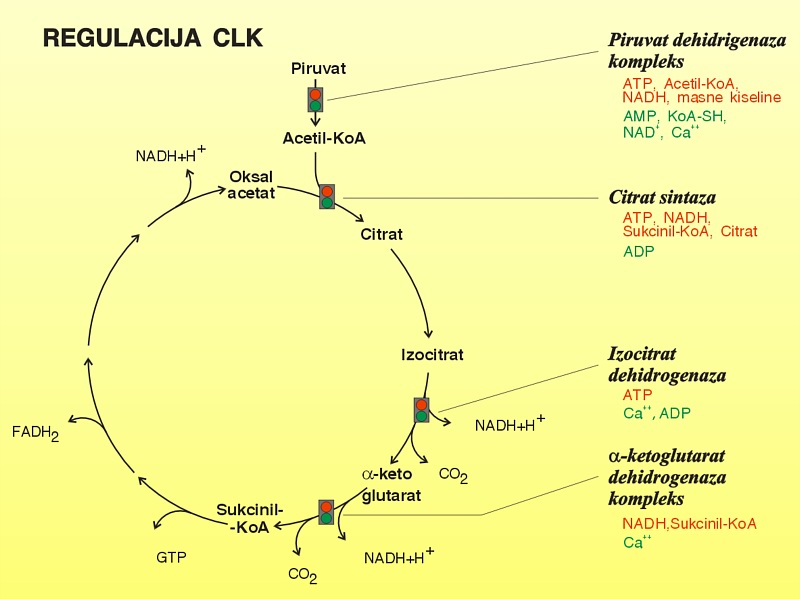 REGULACIJA CLK
Piruvat
Acetil-KoA
NADH+H+
Oksal
acetat
Citrat
Izocitrat
NADH+H+
CO2
α-keto
glutarat
NADH+H+
CO2
Sukcinil-
-KoA
GTP
FADH2
Piruvat dehidrigenaza
kompleks
ATP, Acetil-KoA,
NADH, masne kiseline
AMP, KoA-SH,
NAD+, Ca++
Citrat sintaza
ATP, NADH,
Sukcinil-KoA, Citrat
ADP
Izocitrat
dehidrogenaza
ATP
Ca++, ADP
α-ketoglutarat
dehidrogenaza
kompleks
NADH,Sukcinil-KoA
Ca++